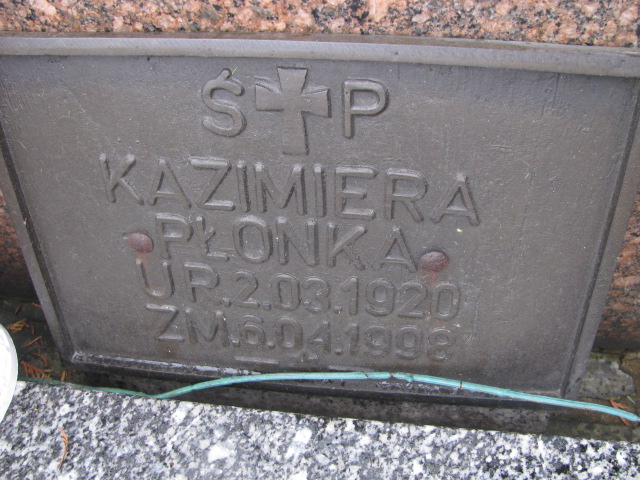 Ś P
KAZIMIERA
PŁONKA
UR.2.03.1920
ZM.6.04.1998